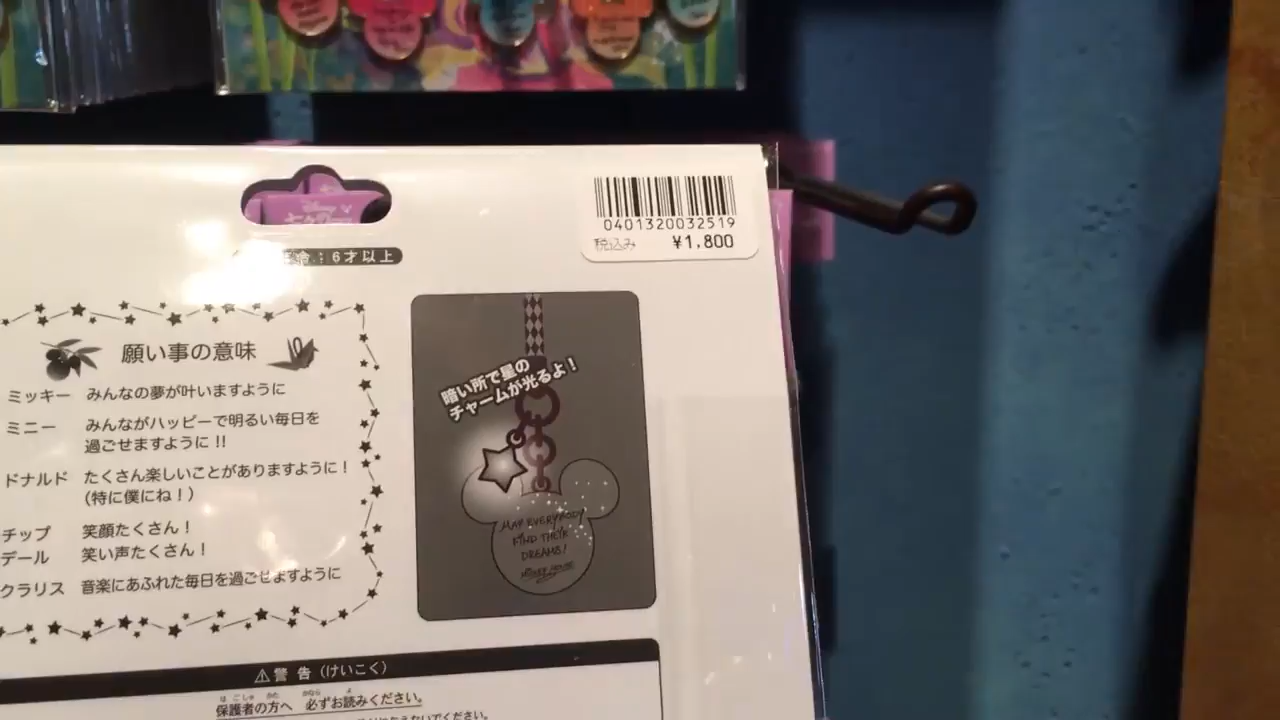 0401320032519
税込み ¥1,800
：6才以上
願い事の意味
ミッキー みんなの夢が叶いますように
ミニー みんながハッピーで明るい毎日を
過ごせますように!!
ドナルド たくさん楽しいことがありますように！
（特に僕にね！）
チップ 笑顔たくさん！
デール 笑い声たくさん！
クラリス 音楽にあふれた毎日を過ごせますように
暗い所で星の
チャームが光るよ！
MAY EVERYBODY
FIND THEIR
DREAMS!
MICKEY MOUSE
⚠警告（けいこく）
保護者の方へ 必ずお読みください。